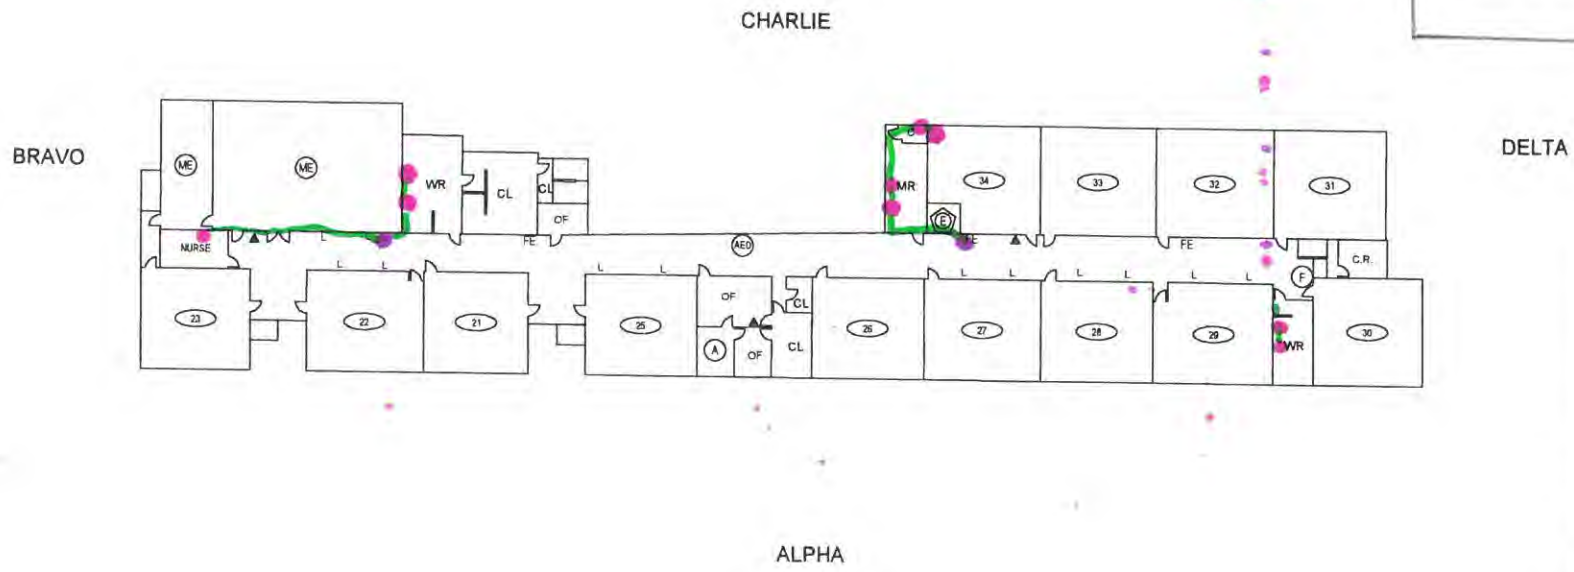 CHARLIE
BRAVO
DELTA
ME
ME
WR
CL
CL
OF
NURSE
L
FE
AED
MR
E
34
33
32
31
FE
FE
C.R.
F
L
L
L
L
L
L
L
L
L
L
23
22
21
25
OF
A
OF
CL
CL
26
27
28
29
WR
30
ALPHA